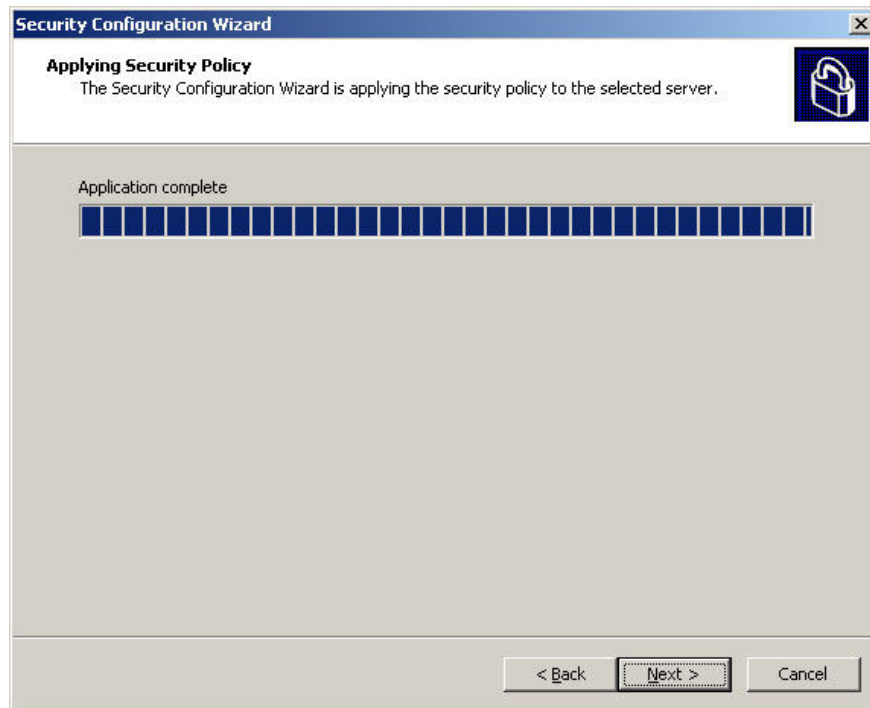 Security Configuration Wizard
Applying Security Policy
The Security Configuration Wizard is applying the security policy to the selected server.
Application complete
< Back
Next >
Cancel